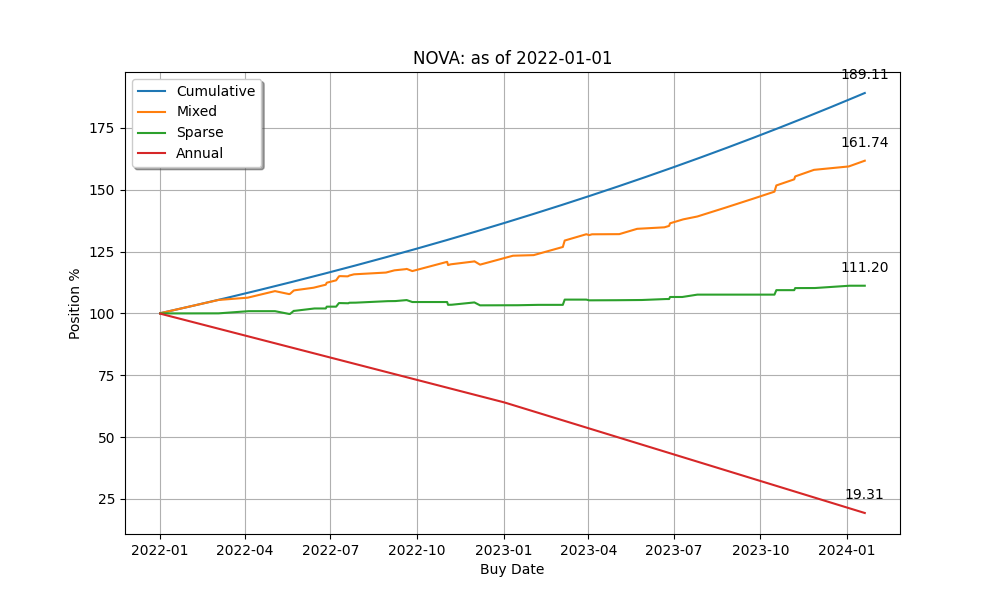 NOVA: as of 2022-01-01
189.11
Cumulative
Mixed
Sparse
Annual
161.74
111.20
19.31
175
150
125
100
75
50
25
Position %
2022-01 2022-04 2022-07 2022-10 2023-01 2023-04 2023-07 2023-10 2024-01
Buy Date